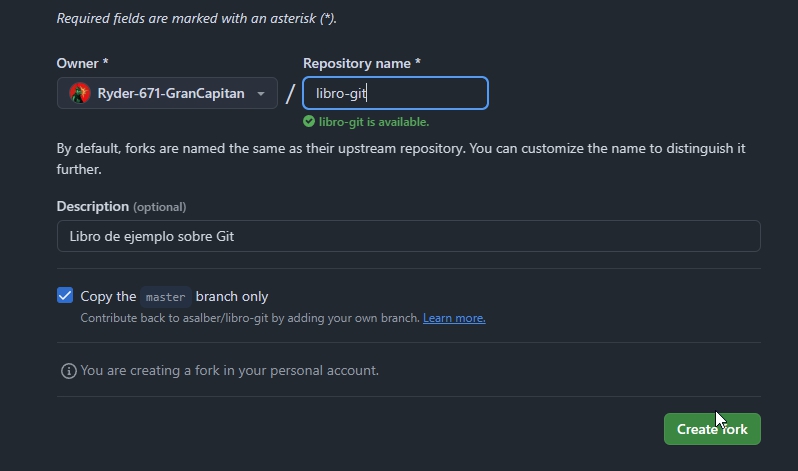 Required fields are marked with an asterisk (*).
Owner * Repository name *
Ryder-671-GranCapitan / libro-git
libro-git is available.
By default, forks are named the same as their upstream repository. You can customize the name to distinguish it
further.
Description (optional)
Libro de ejemplo sobre Git
Copy the master branch only
Contribute back to asalber/libro-git by adding your own branch. Learn more.
You are creating a fork in your personal account.
Create fork